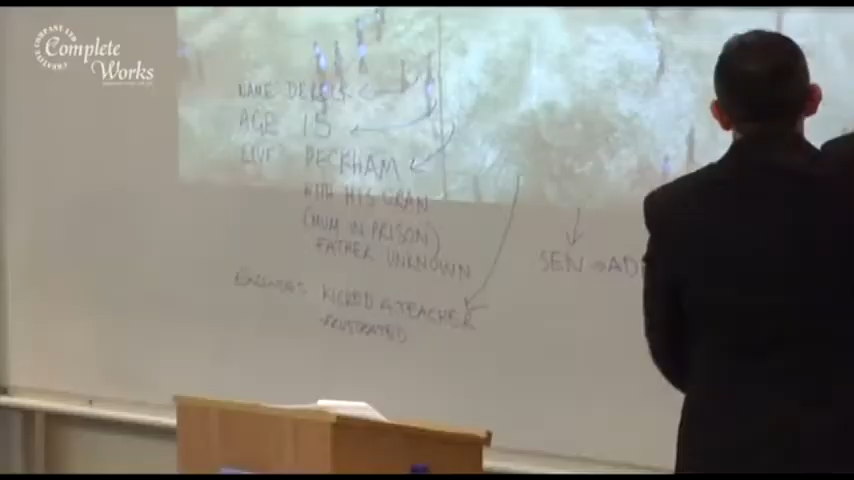 Complete
Works
NAME DEREK
AGE 15
LIVES PECKHAM
WITH HIS GRAN
(MUM IN PRISON)
FATHER UNKNOWN
KICKED A TEACHER
FRUSTRATED
SEN